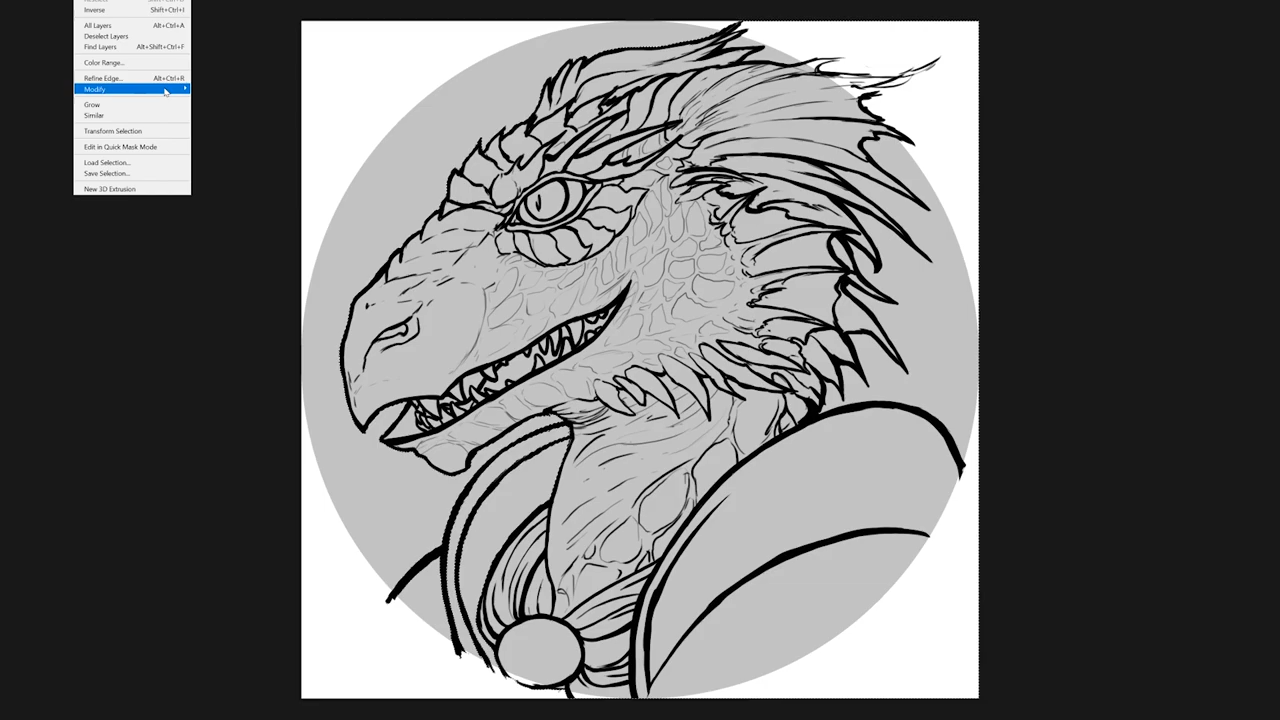 Inverse Shift+Ctrl+I
All Layers Alt+Ctrl+A
Deselect Layers
Find Layers Alt+Shift+Ctrl+F
Color Range...
Refine Edge... Alt+Ctrl+R
Modify
Grow
Similar
Transform Selection
Edit in Quick Mask Mode
Load Selection...
Save Selection...
New 3D Extrusion